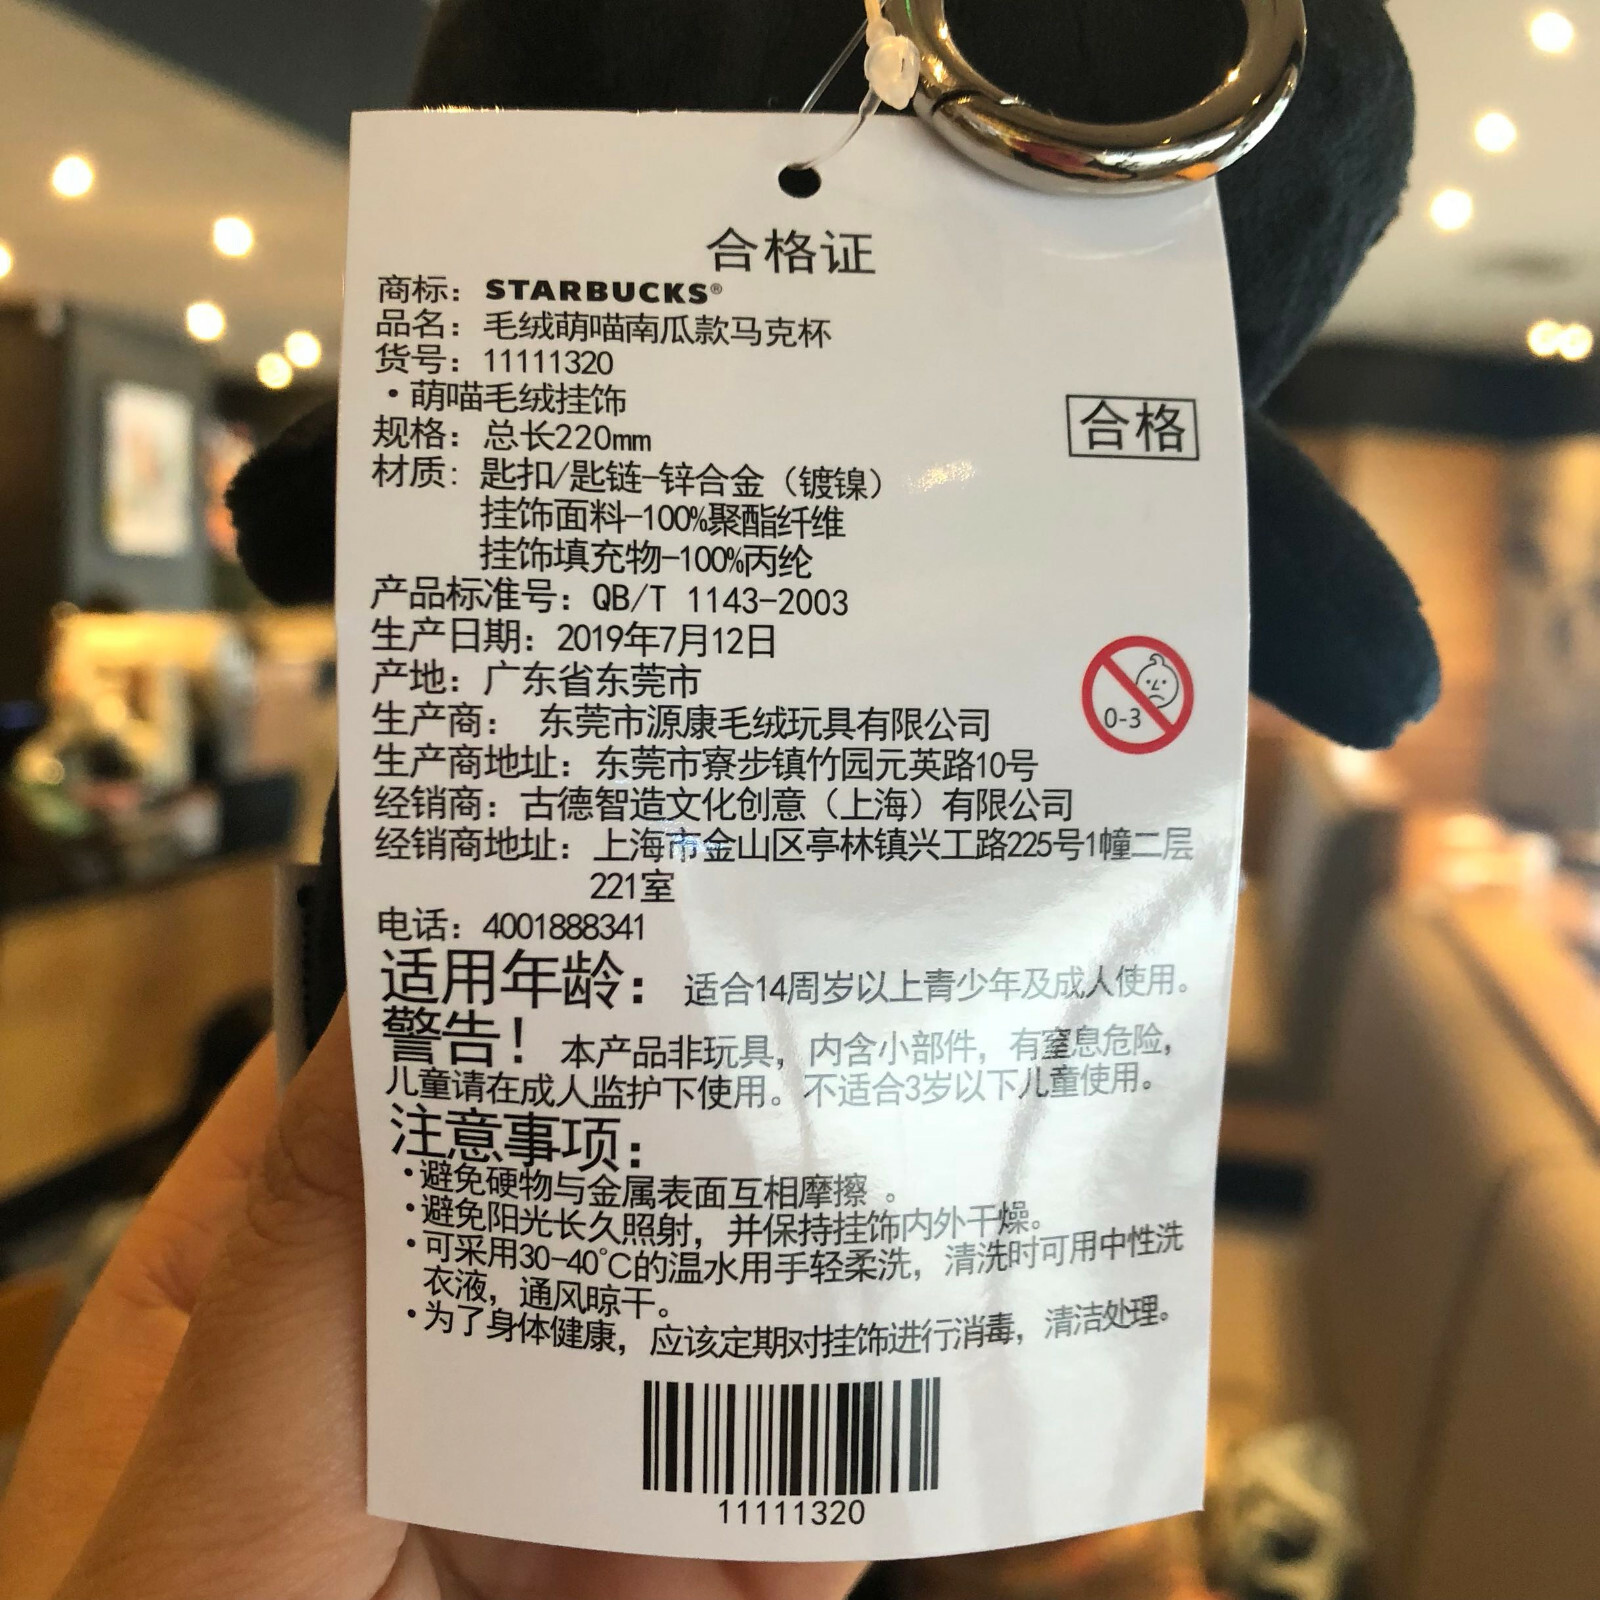 合格证
商标：STARBUCKS®
品名：毛绒萌喵南瓜款马克杯
货号：11111320
·萌喵毛绒挂饰
合格
规格：总长220mm
材质：匙扣/匙链-锌合金（镀镍）
挂饰面料-100%聚酯纤维
挂饰填充物-100%丙纶
产品标准号：QB/T 1143-2003
生产日期：2019年7月12日
产地：广东省东莞市
0-3
生产商： 东莞市源康毛绒玩具有限公司
生产商地址：东莞市寮步镇竹园元英路10号
经销商：古德智造文化创意（上海）有限公司
经销商地址：上海市金山区亭林镇兴工路225号1幢二层
221室
电话：4001888341
适用年龄：适合14周岁以上青少年及成人使用。
警告！本产品非玩具，内含小部件，有窒息危险，
儿童请在成人监护下使用。不适合3岁以下儿童使用。
注意事项：
·避免硬物与金属表面互相摩擦 。
·避免阳光长久照射，并保持挂饰内外干燥。
·可采用30-40℃的温水用手轻柔洗，清洗时可用中性洗
衣液，通风晾干。
·为了身体健康，应该定期对挂饰进行消毒，清洁处理。
11111320